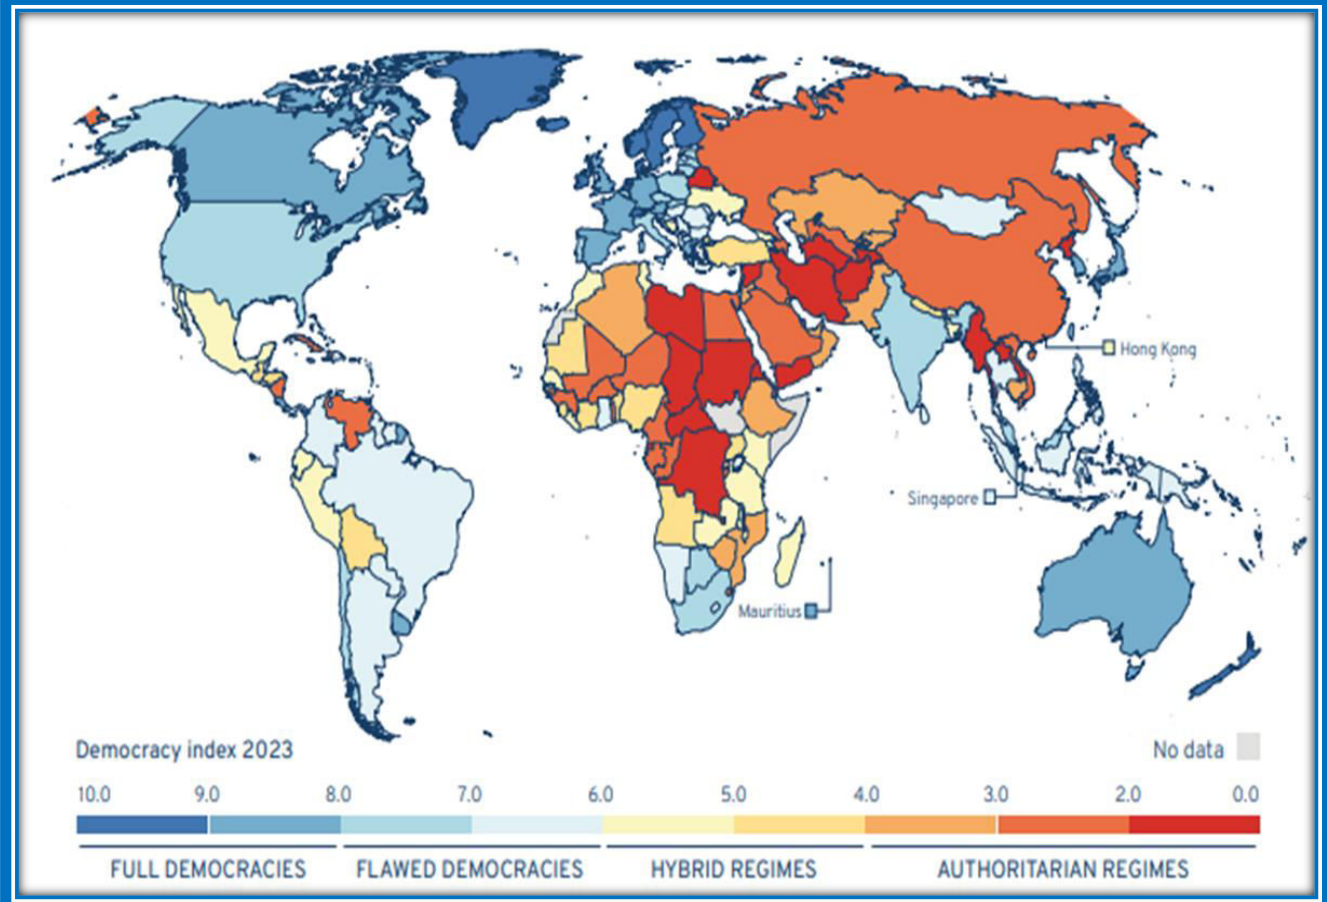 Hong Kong
Singapore
Mauritius
Democracy index 2023
No data
10.0 9.0 8.0 7.0 6.0 5.0 4.0 3.0 2.0 0.0
FULL DEMOCRACIES FLAWED DEMOCRACIES HYBRID REGIMES AUTHORITARIAN REGIMES